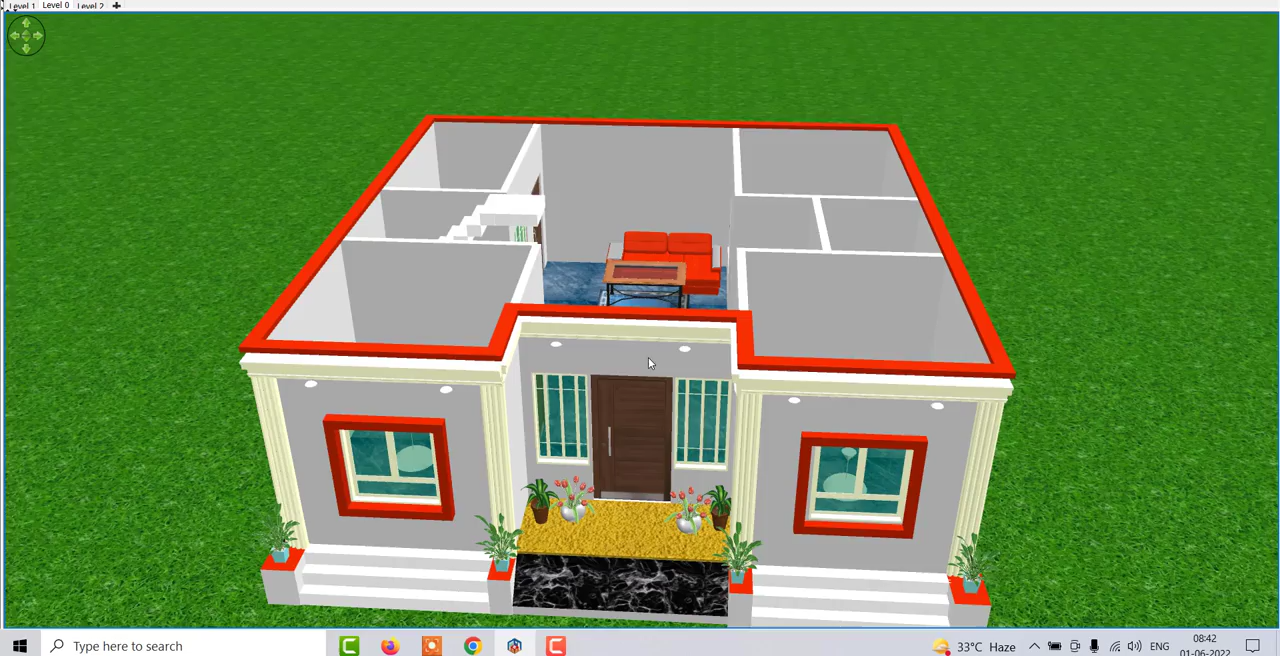 Level 1 Level 0 Level 2
Type here to search
33°C Haze
ENG
08:42
01-06-2022